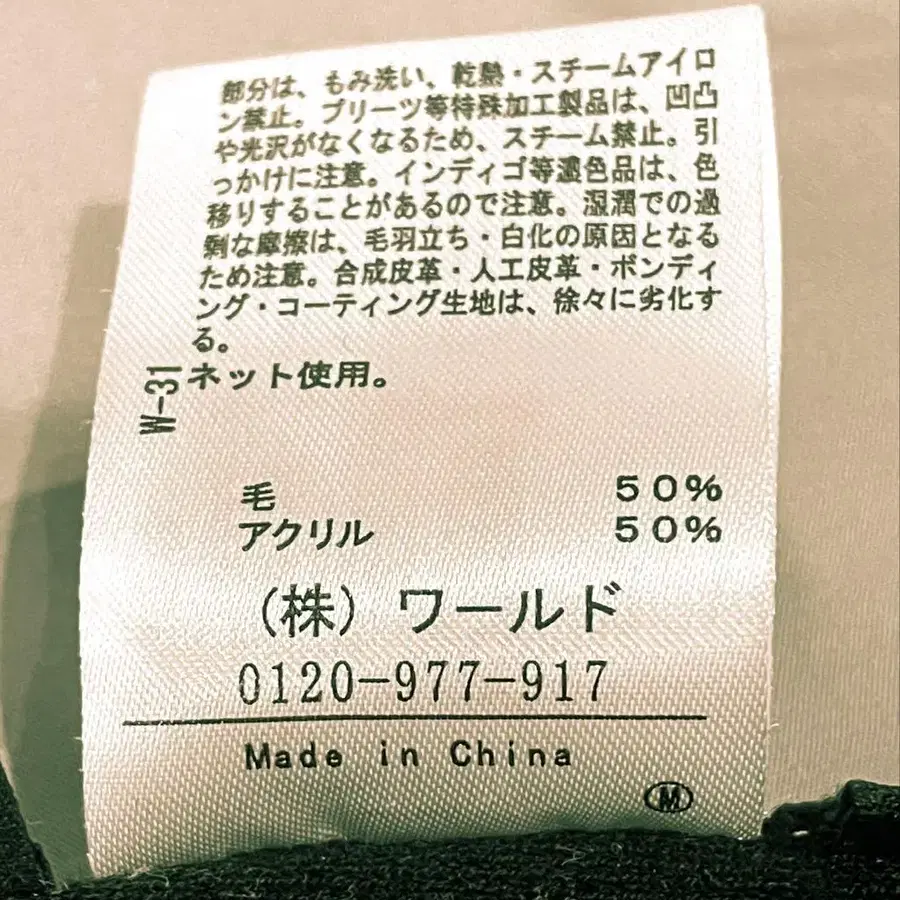 部分は、もみ洗い、乾熱・スチームアイロ
ン禁止。プリーツ等特殊加工製品は、凹凸
や光沢がなくなるため、スチーム禁止。引
っかけに注意。インディゴ等濃色品は、色
移りすることがあるので注意。湿潤での過
剰な摩擦は、毛羽立ち・白化の原因となる
ため注意。合成皮革・人工皮革・ボンディ
ング・コーティング生地は、徐々に劣化す
る。
W-31
ネット使用。
毛 50%
アクリル 50%
(株) ワールド
0120-977-917
Made in China
M